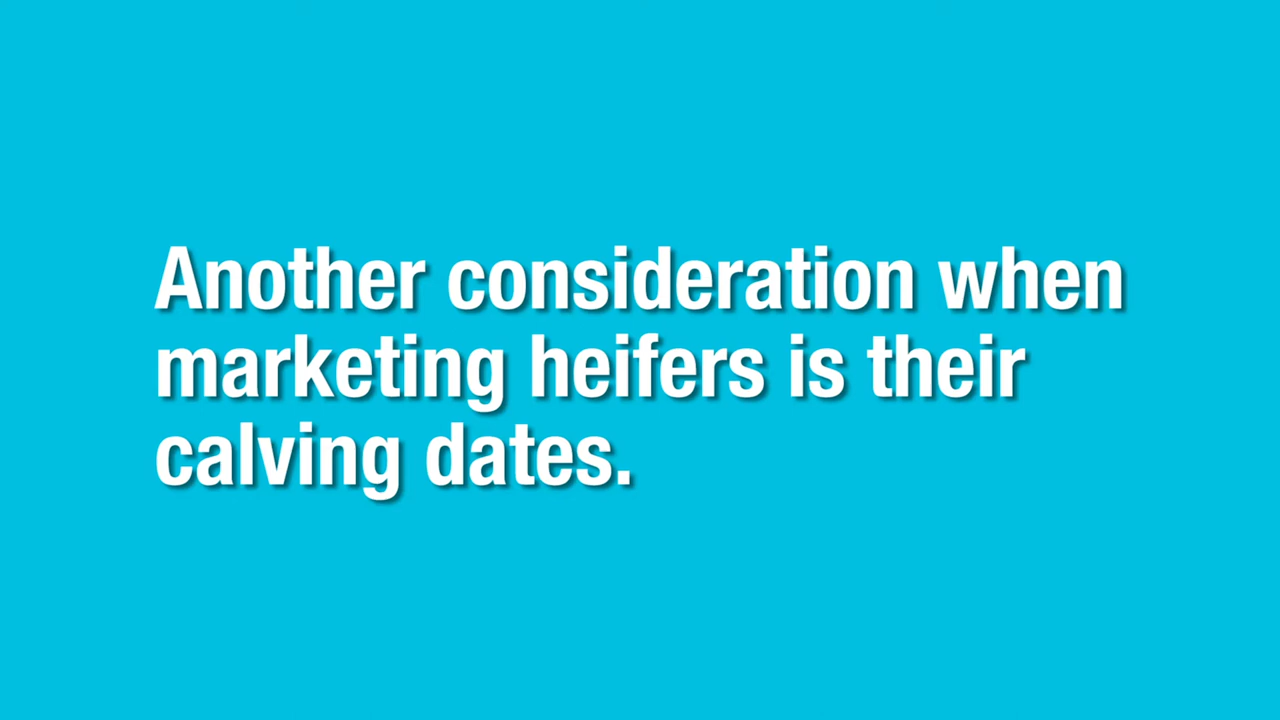 Another consideration when
marketing heifers is their
calving dates.